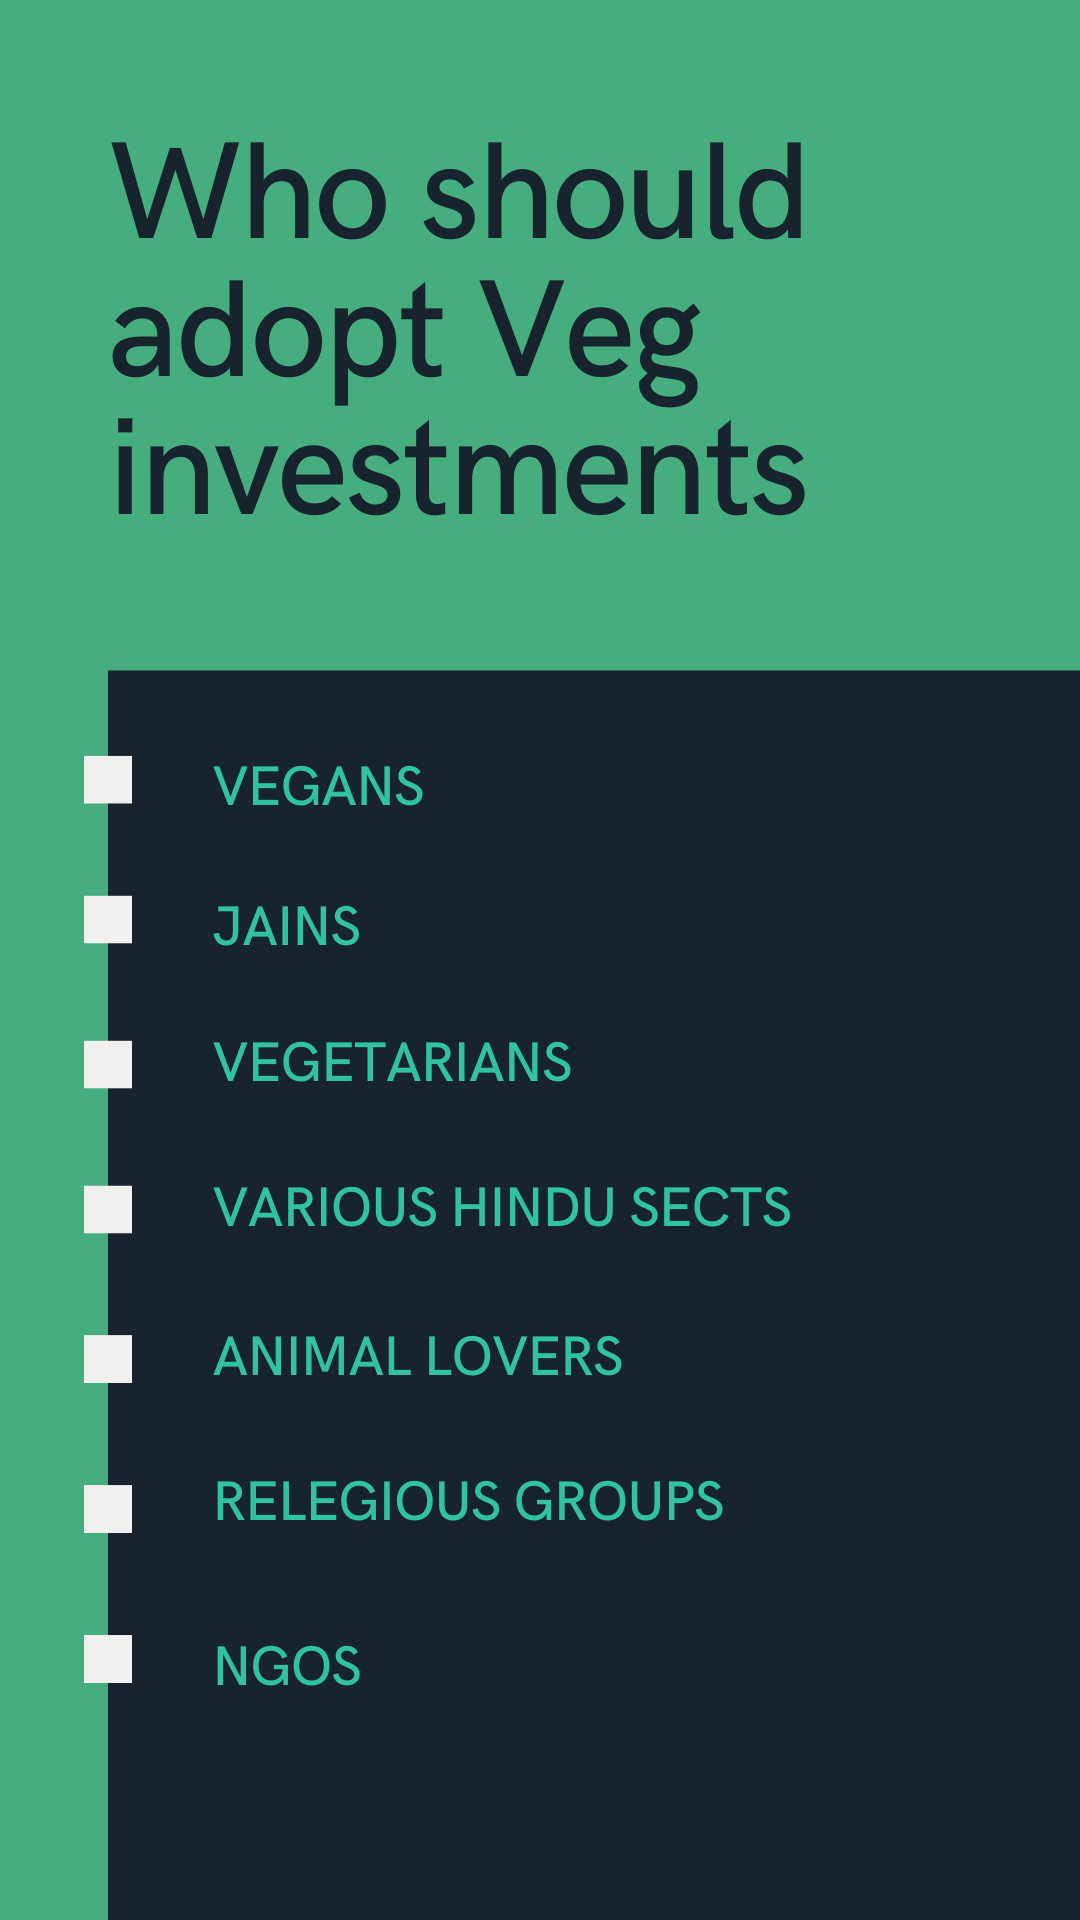 Who should
adopt Veg
investments
VEGANS
JAINS
VEGETARIANS
VARIOUS HINDU SECTS
ANIMAL LOVERS
RELEGIOUS GROUPS
NGOS